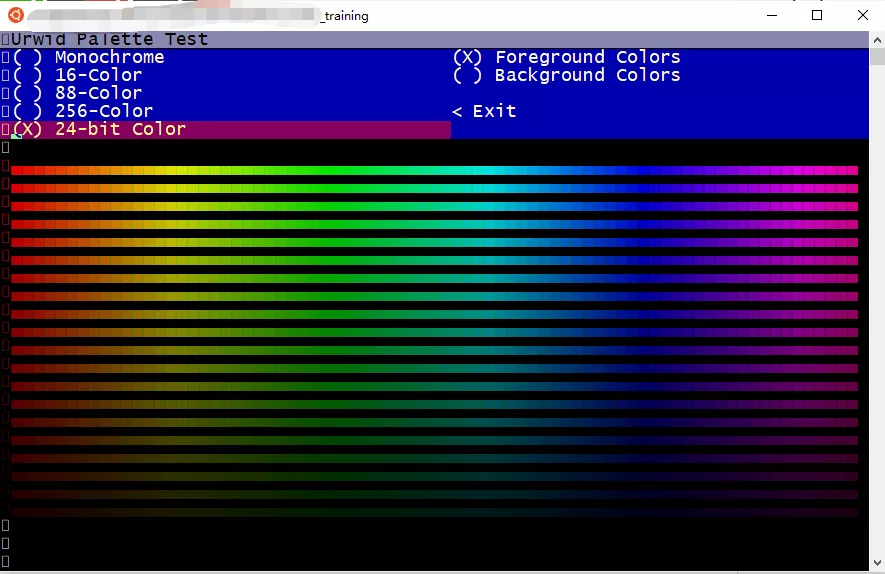 _training
Urwid Palette Test
( ) Monochrome
(X) Foreground Colors
( ) 16-Color
( ) Background Colors
( ) 88-Color
( ) 256-Color
< Exit
(X) 24-bit Color